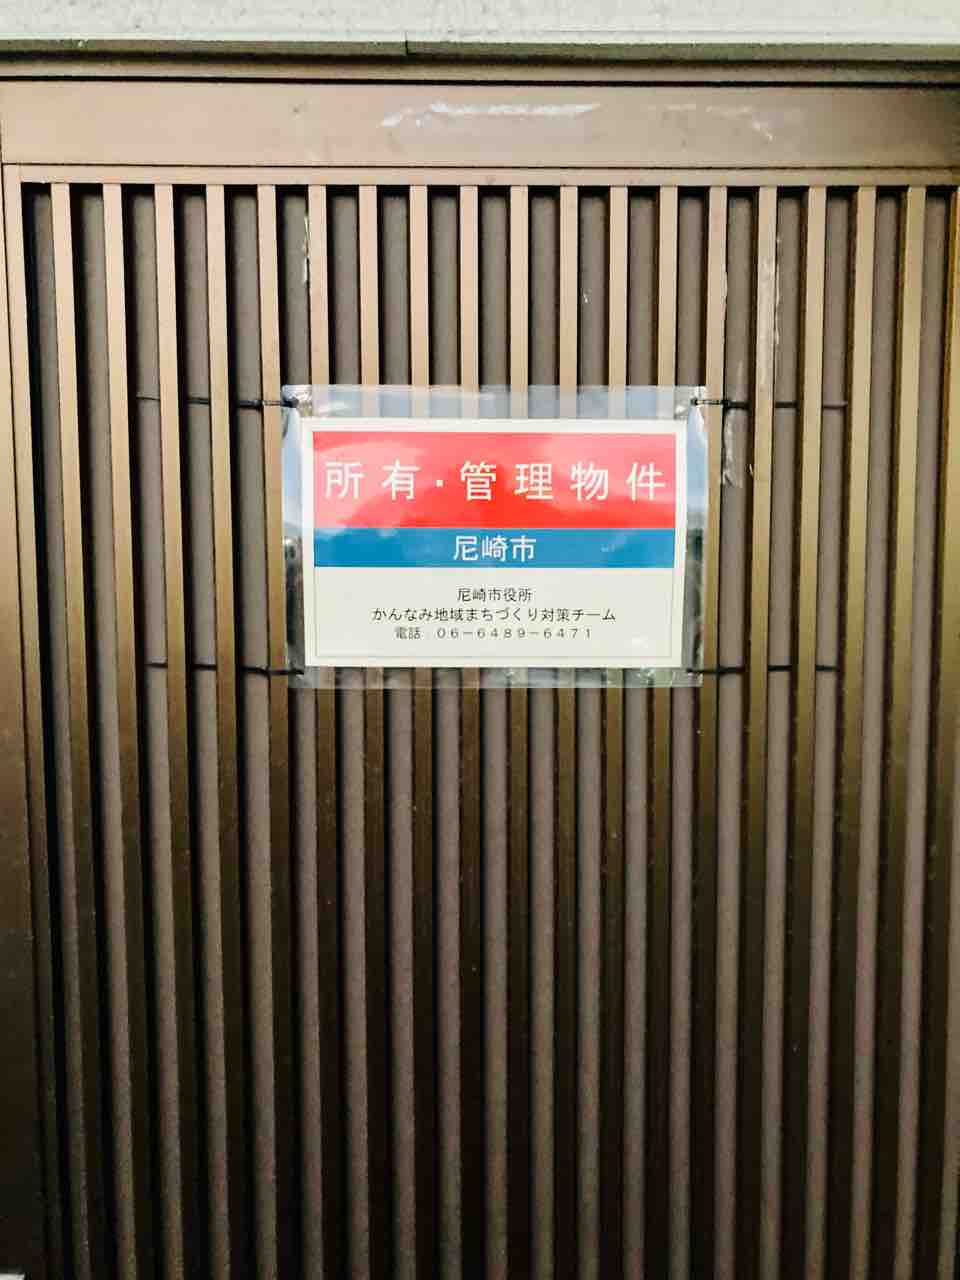 所有・管理物件
尼崎市
尼崎市役所
かんなみ地域まちづくり対策チーム
電話：０６－６４８９－６４７１